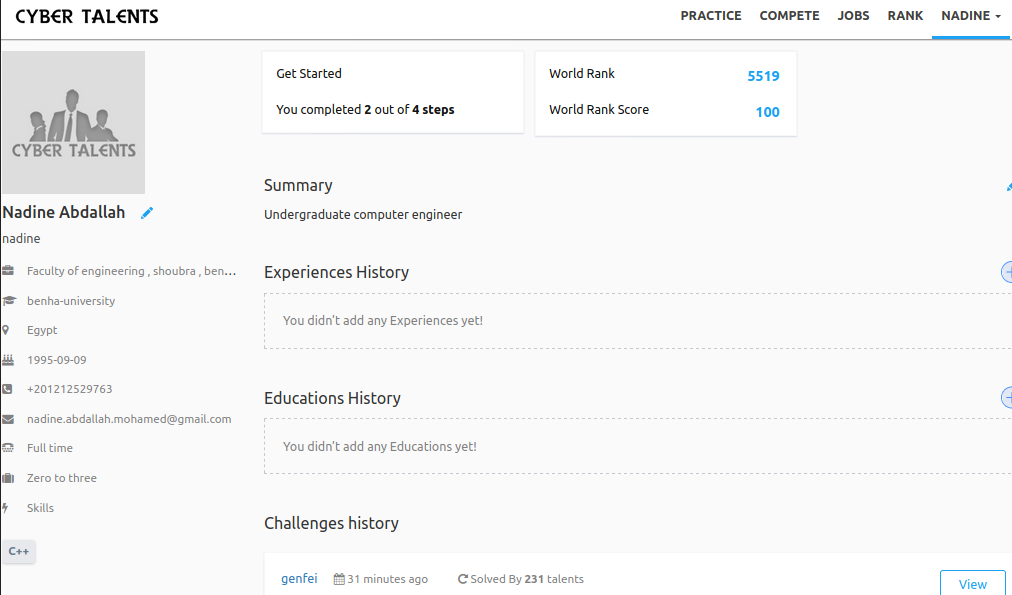 CYBER TALENTS
PRACTICE COMPETE JOBS RANK NADINE
CYBER TALENTS
Nadine Abdallah
nadine
Faculty of engineering , shoubra , ben...
benha-university
Egypt
1995-09-09
+201212529763
nadine.abdallah.mohamed@gmail.com
Full time
Zero to three
Skills
C++
Get Started
You completed 2 out of 4 steps
World Rank 5519
World Rank Score 100
Summary
Undergraduate computer engineer
Experiences History
You didn't add any Experiences yet!
Educations History
You didn't add any Educations yet!
Challenges history
genfei 31 minutes ago Solved By 231 talents
View